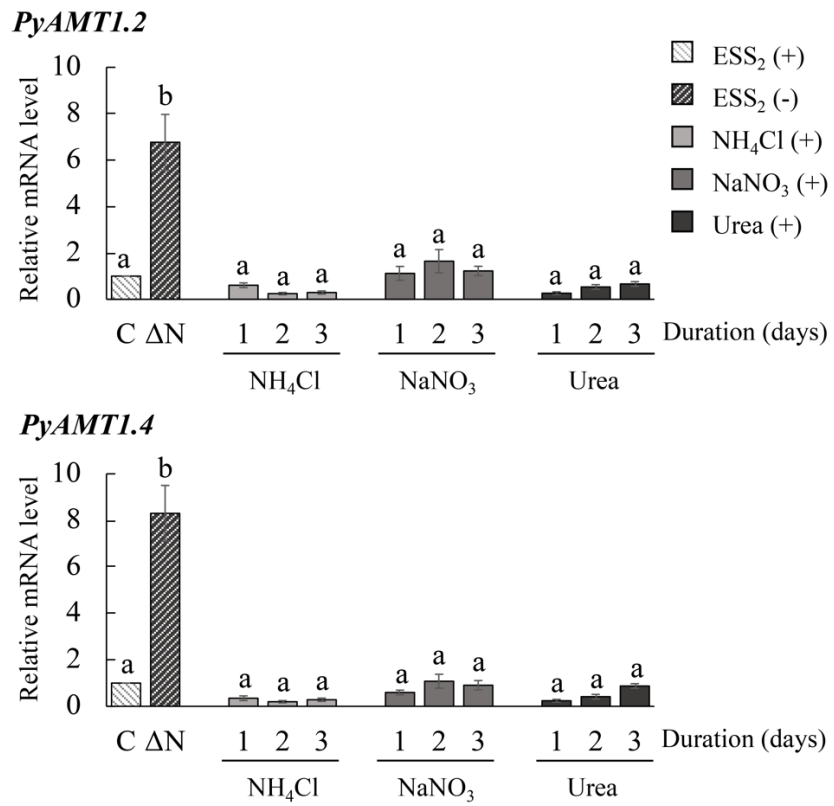 PyAMT1.2
Relative mRNA level
10
8
6
4
2
0
a
b
a a a
a a a
a a a
C ΔN
1 2 3
1 2 3
1 2 3
Duration (days)
NH₄Cl
NaNO₃
Urea
ESS₂ (+)
ESS₂ (-)
NH₄Cl (+)
NaNO₃ (+)
Urea (+)
PyAMT1.4
Relative mRNA level
10
8
6
4
2
0
a
b
a a a
a a a
a a a
C ΔN
1 2 3
1 2 3
1 2 3
Duration (days)
NH₄Cl
NaNO₃
Urea